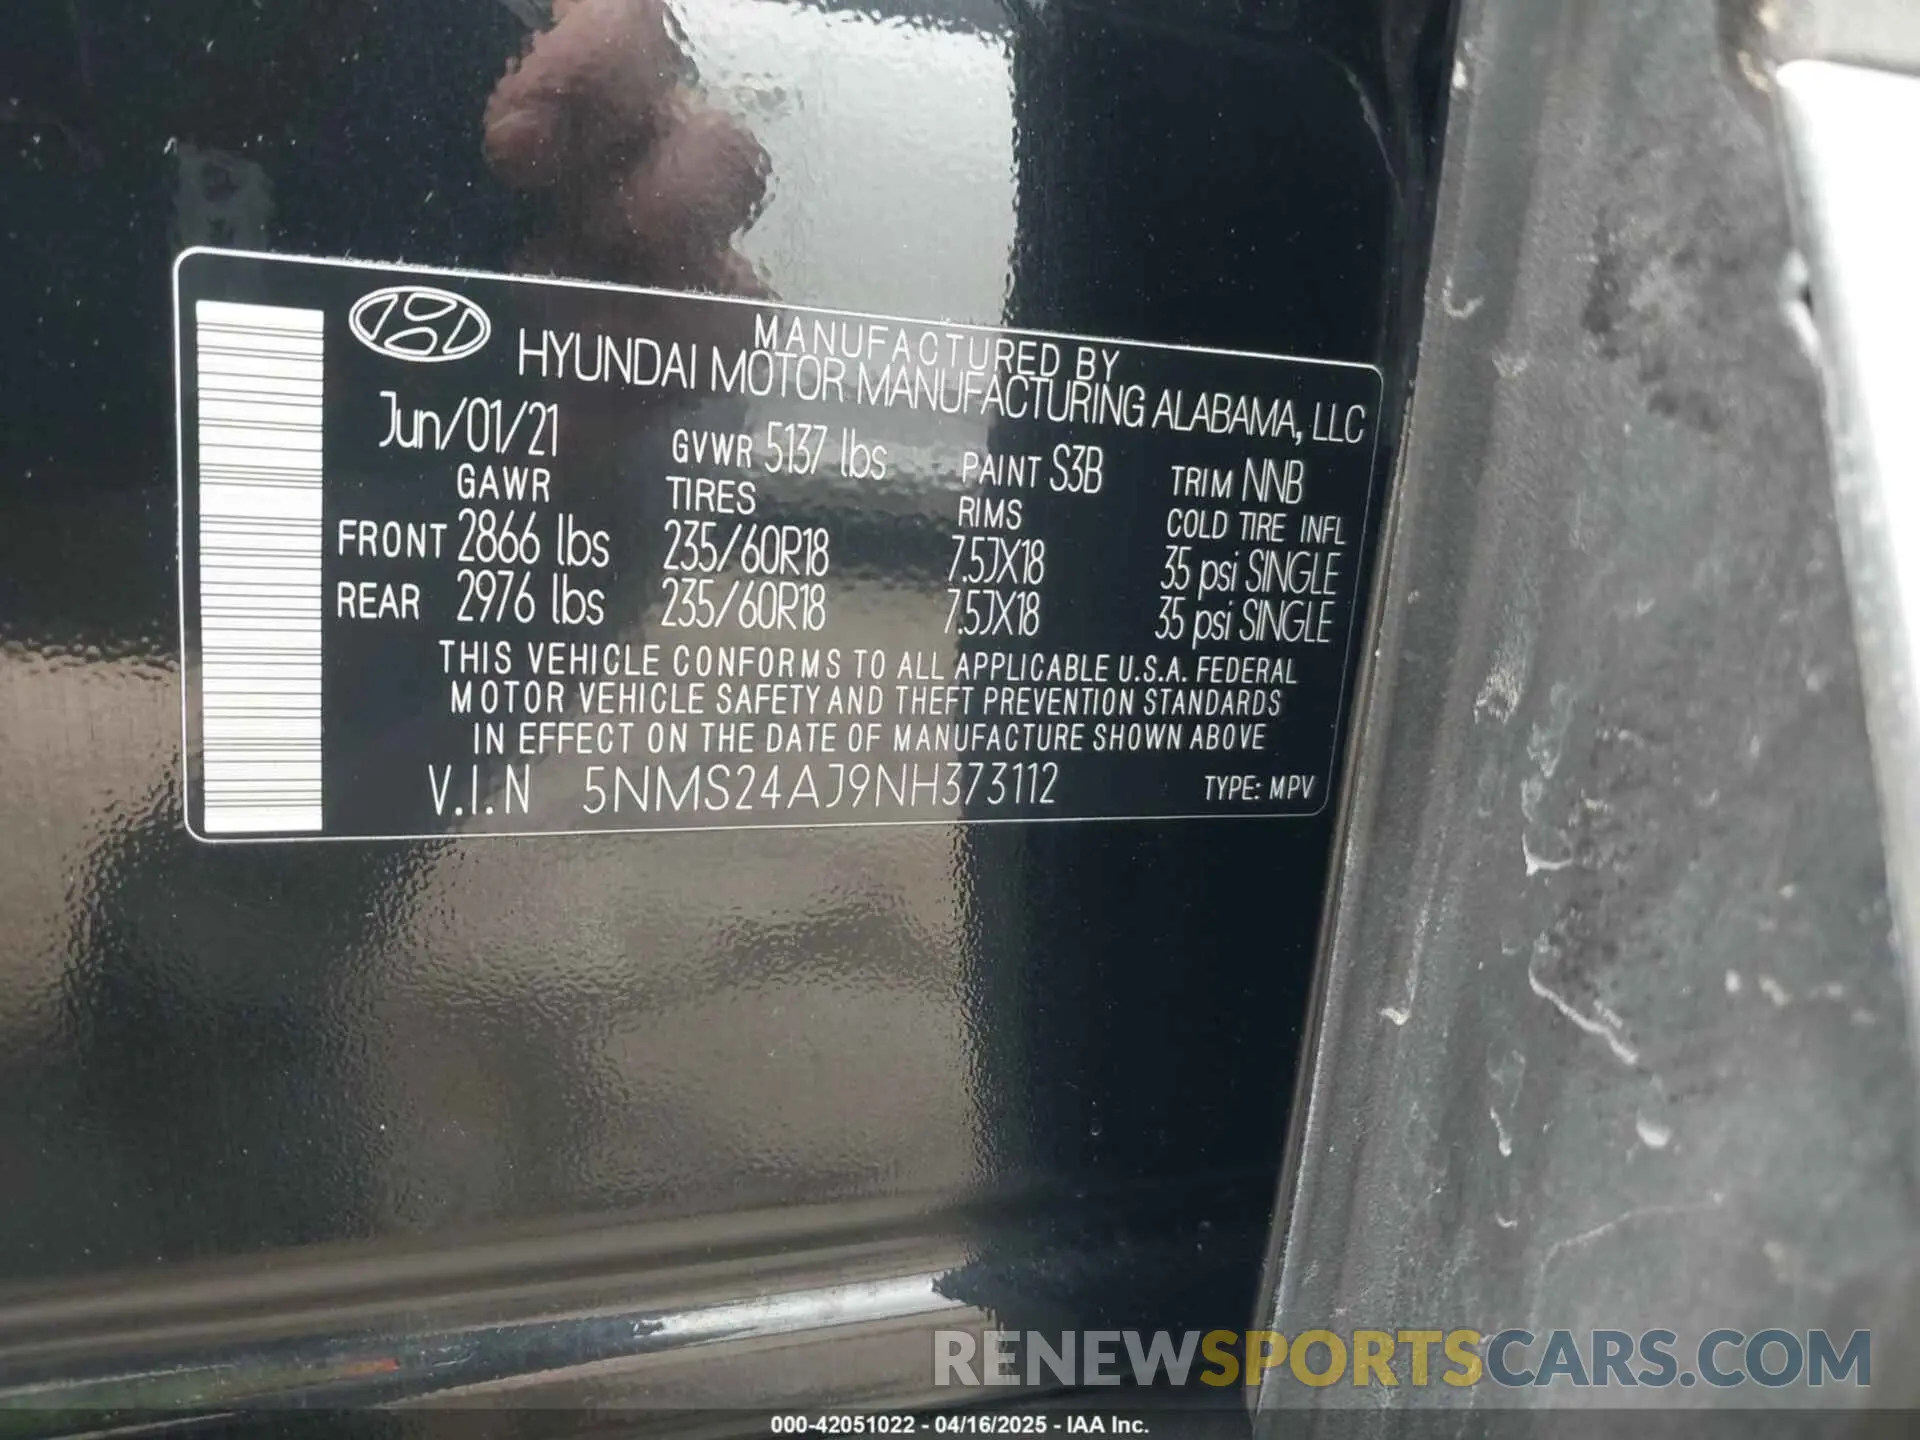 MANUFACTURED BY
HYUNDAI MOTOR MANUFACTURING ALABAMA, LLC
Jun/01/21 GVWR 5137 lbs PAINT S3B TRIM NNB
GAWR TIRES RIMS COLD TIRE INFL
FRONT 2866 lbs 235/60R18 7.5JX18 35 psi SINGLE
REAR 2976 lbs 235/60R18 7.5JX18 35 psi SINGLE
THIS VEHICLE CONFORMS TO ALL APPLICABLE U.S.A. FEDERAL
MOTOR VEHICLE SAFETY AND THEFT PREVENTION STANDARDS
IN EFFECT ON THE DATE OF MANUFACTURE SHOWN ABOVE
V.I.N 5NMS24AJ9NH373112 TYPE: MPV
RENEWSPORTSCARS.COM
000-42051022 - 04/16/2025 - IAA Inc.